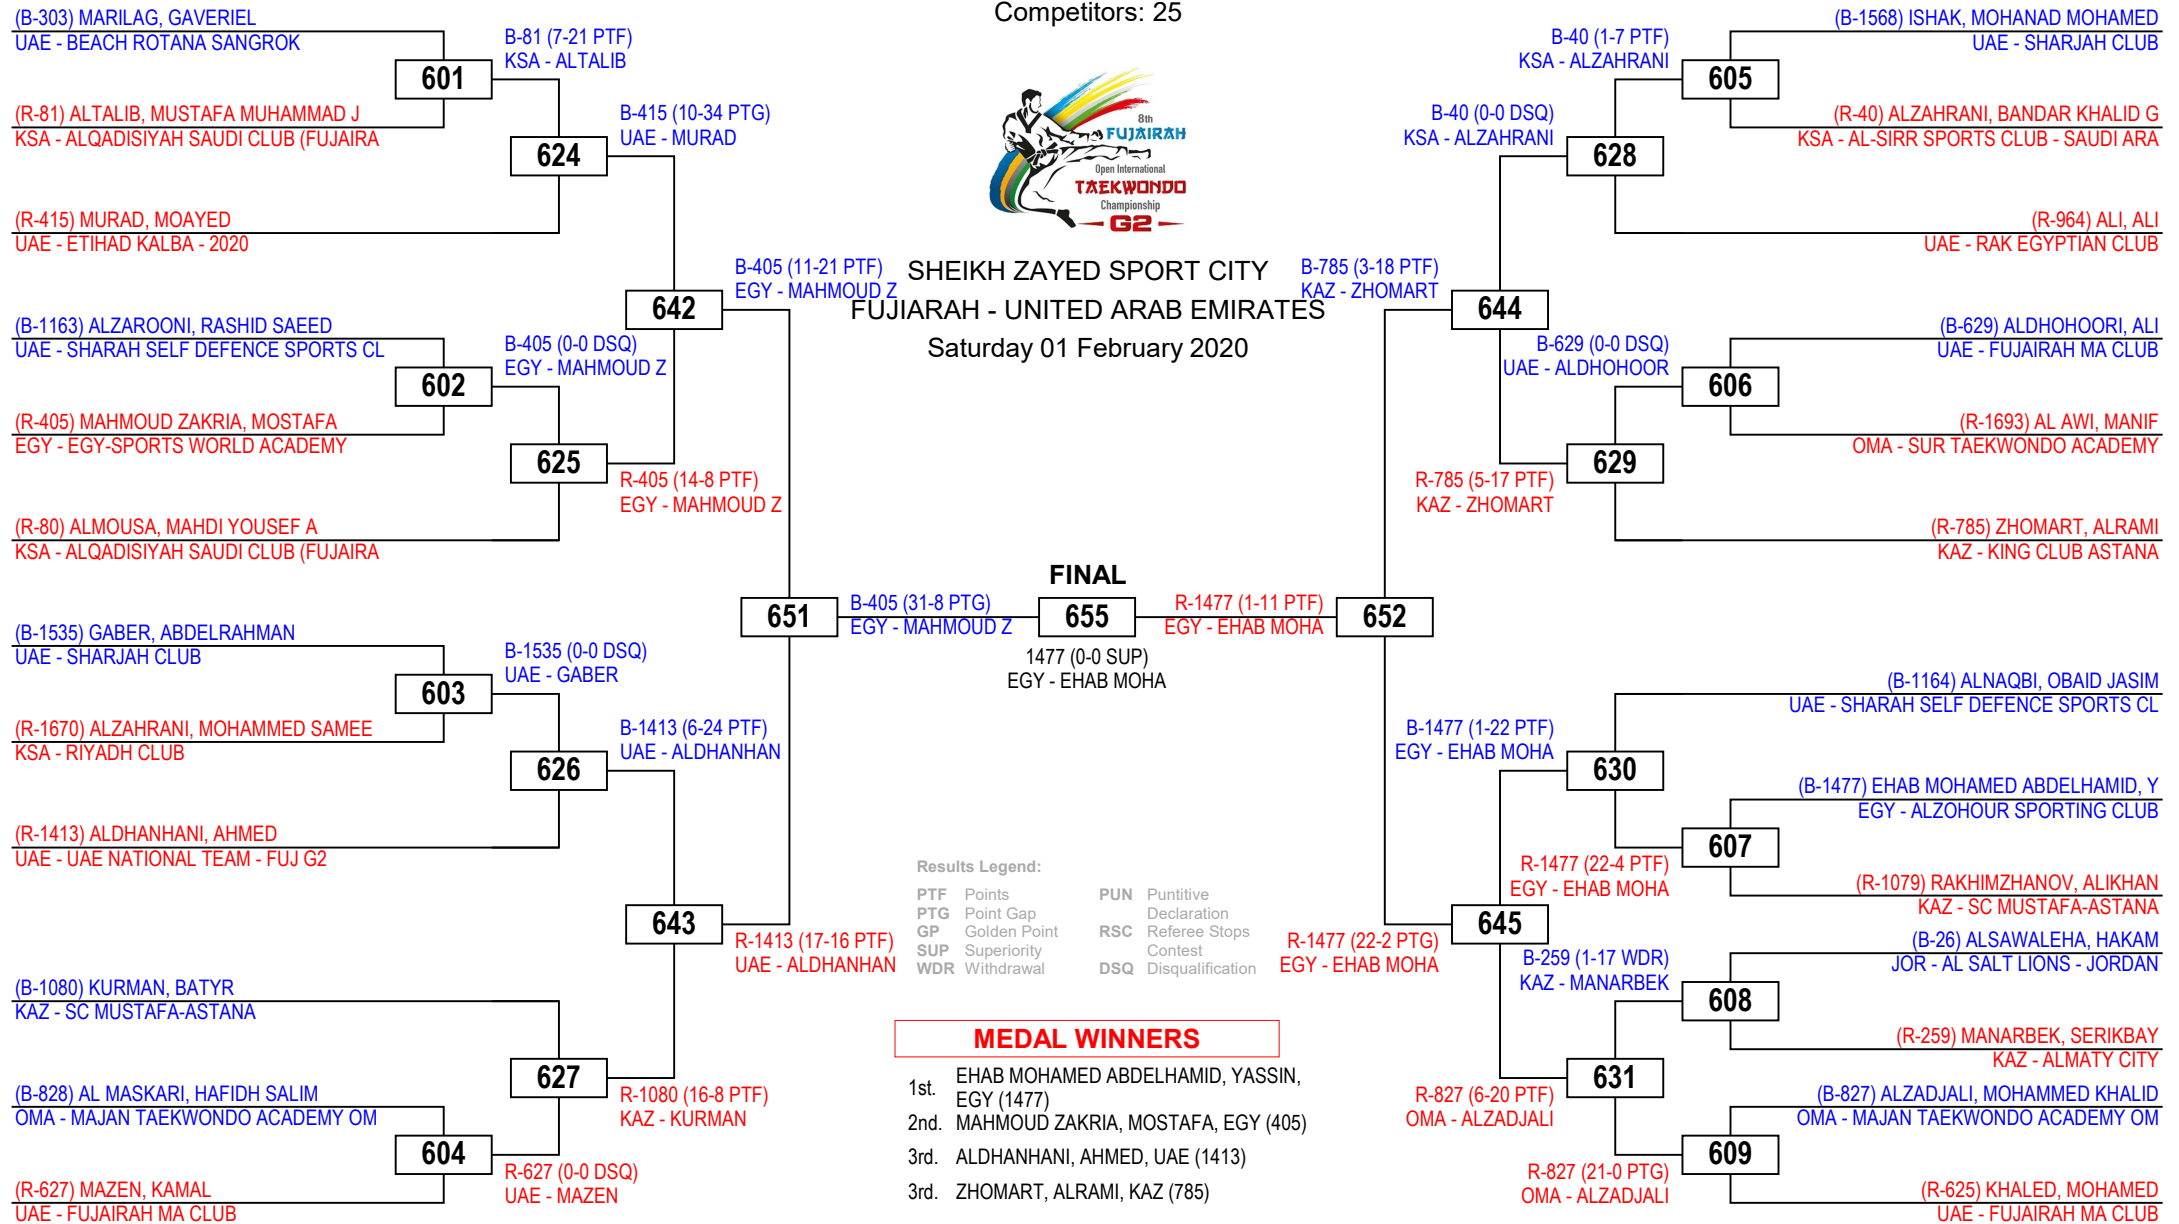 Competitors: 25
8th
FUJAIRAH
Open International
TAEKWONDO
Championship
G2
SHEIKH ZAYED SPORT CITY
FUJIARAH - UNITED ARAB EMIRATES
Saturday 01 February 2020
(B-303) MARILAG, GAVERIEL
UAE - BEACH ROTANA SANGROK
601
(R-81) ALTALIB, MUSTAFA MUHAMMAD J
KSA - ALQADISIYAH SAUDI CLUB (FUJAIRA
B-81 (7-21 PTF)
KSA - ALTALIB
624
(R-415) MURAD, MOAYED
UAE - ETIHAD KALBA - 2020
B-415 (10-34 PTG)
UAE - MURAD
642
(B-1163) ALZAROONI, RASHID SAEED
UAE - SHARAH SELF DEFENCE SPORTS CL
602
(R-405) MAHMOUD ZAKRIA, MOSTAFA
EGY - EGY-SPORTS WORLD ACADEMY
B-405 (0-0 DSQ)
EGY - MAHMOUD Z
625
(R-80) ALMOUSA, MAHDI YOUSEF A
KSA - ALQADISIYAH SAUDI CLUB (FUJAIRA
R-405 (14-8 PTF)
EGY - MAHMOUD Z
B-405 (11-21 PTF)
EGY - MAHMOUD Z
651
(B-1535) GABER, ABDELRAHMAN
UAE - SHARJAH CLUB
603
(R-1670) ALZAHRANI, MOHAMMED SAMEE
KSA - RIYADH CLUB
B-1535 (0-0 DSQ)
UAE - GABER
626
(R-1413) ALDHANHANI, AHMED
UAE - UAE NATIONAL TEAM - FUJ G2
B-1413 (6-24 PTF)
UAE - ALDHANHAN
643
R-1413 (17-16 PTF)
UAE - ALDHANHAN
(B-1080) KURMAN, BATYR
KAZ - SC MUSTAFA-ASTANA
627
R-1080 (16-8 PTF)
KAZ - KURMAN
(B-828) AL MASKARI, HAFIDH SALIM
OMA - MAJAN TAEKWONDO ACADEMY OM
604
(R-627) MAZEN, KAMAL
UAE - FUJAIRAH MA CLUB
R-627 (0-0 DSQ)
UAE - MAZEN
B-405 (31-8 PTG)
EGY - MAHMOUD Z
FINAL
655
1477 (0-0 SUP)
EGY - EHAB MOHA
R-1477 (1-11 PTF)
EGY - EHAB MOHA
652
(B-1568) ISHAK, MOHANAD MOHAMED
UAE - SHARJAH CLUB
605
(R-40) ALZAHRANI, BANDAR KHALID G
KSA - AL-SIRR SPORTS CLUB - SAUDI ARA
B-40 (1-7 PTF)
KSA - ALZAHRANI
628
(R-964) ALI, ALI
UAE - RAK EGYPTIAN CLUB
B-40 (0-0 DSQ)
KSA - ALZAHRANI
644
B-785 (3-18 PTF)
KAZ - ZHOMART
(B-629) ALDHOHOORI, ALI
UAE - FUJAIRAH MA CLUB
606
(R-1693) AL AWI, MANIF
OMA - SUR TAEKWONDO ACADEMY
B-629 (0-0 DSQ)
UAE - ALDHOHOOR
629
R-785 (5-17 PTF)
KAZ - ZHOMART
(R-785) ZHOMART, ALRAMI
KAZ - KING CLUB ASTANA
(B-1164) ALNAQBI, OBAID JASIM
UAE - SHARAH SELF DEFENCE SPORTS CL
630
B-1477 (1-22 PTF)
EGY - EHAB MOHA
(B-1477) EHAB MOHAMED ABDELHAMID, Y
EGY - ALZOHOUR SPORTING CLUB
607
(R-1079) RAKHIMZHANOV, ALIKHAN
KAZ - SC MUSTAFA-ASTANA
R-1477 (22-4 PTF)
EGY - EHAB MOHA
645
R-1477 (22-2 PTG)
EGY - EHAB MOHA
(B-26) ALSAWALEHA, HAKAM
JOR - AL SALT LIONS - JORDAN
608
(R-259) MANARBEK, SERIKBAY
KAZ - ALMATY CITY
B-259 (1-17 WDR)
KAZ - MANARBEK
631
R-827 (6-20 PTF)
OMA - ALZADJALI
(B-827) ALZADJALI, MOHAMMED KHALID
OMA - MAJAN TAEKWONDO ACADEMY OM
609
(R-625) KHALED, MOHAMED
UAE - FUJAIRAH MA CLUB
R-827 (21-0 PTG)
OMA - ALZADJALI
Results Legend:
PTF Points
PTG Point Gap
GP Golden Point
SUP Superiority
WDR Withdrawal
PUN Puntitive
Declaration
RSC Referee Stops
Contest
DSQ Disqualification
MEDAL WINNERS
1st. EHAB MOHAMED ABDELHAMID, YASSIN,
EGY (1477)
2nd. MAHMOUD ZAKRIA, MOSTAFA, EGY (405)
3rd. ALDHANHANI, AHMED, UAE (1413)
3rd. ZHOMART, ALRAMI, KAZ (785)